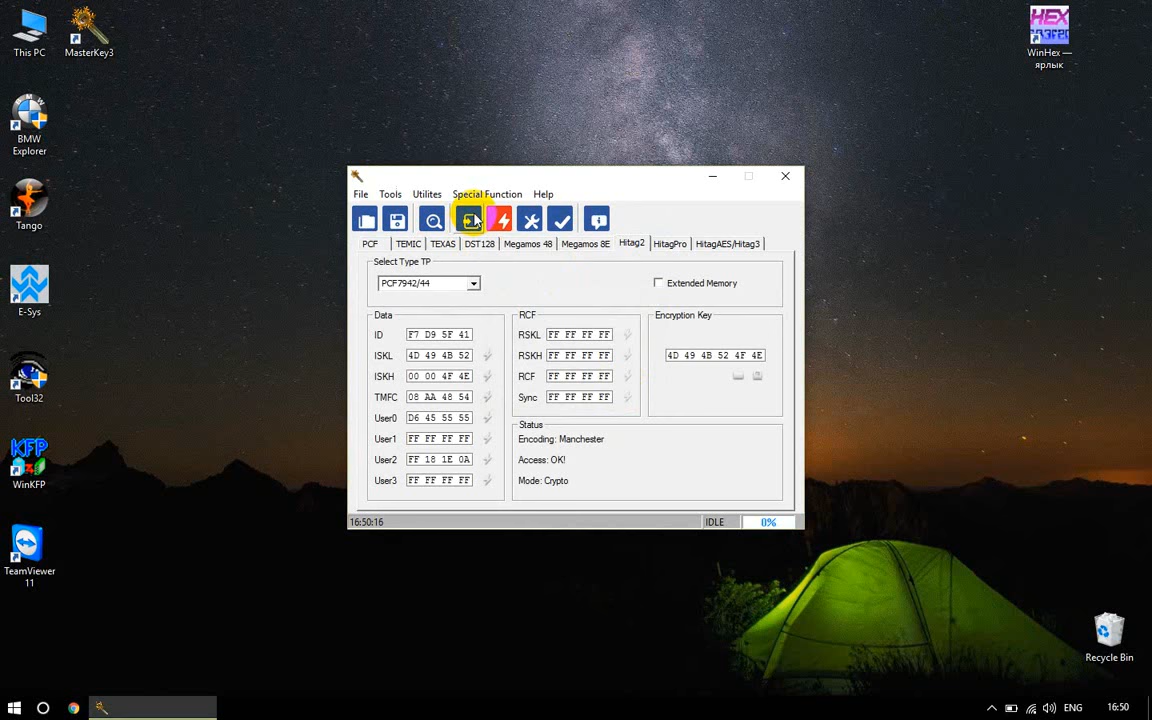 This PC
MasterKey3
BMW
Explorer
Tango
E-Sys
Tool32
KFP
WinKFP
TeamViewer
11
HEX
WinHex —
ярлык
Recycle Bin
File Tools Utilites Special Function Help
PCF TEMIC TEXAS DST128 Megamos 48 Megamos 8E Hitag2 HitagPro HitagAES/Hitag3
Select Type TP
PCF7942/44
Extended Memory
Data
ID F7 D9 5F 41
ISKL 4D 49 4B 52
ISKH 00 00 4F 4E
TMFC 08 AA 48 54
User0 D6 45 55 55
User1 FF FF FF FF
User2 FF 18 1E 0A
User3 FF FF FF FF
RCF
RSKL FF FF FF FF
RSKH FF FF FF FF
RCF FF FF FF FF
Sync FF FF FF FF
Encryption Key
4D 49 4B 52 4F 4E
Status
Encoding: Manchester
Access: OK!
Mode: Crypto
16:50:16 IDLE 0%
ENG 16:50